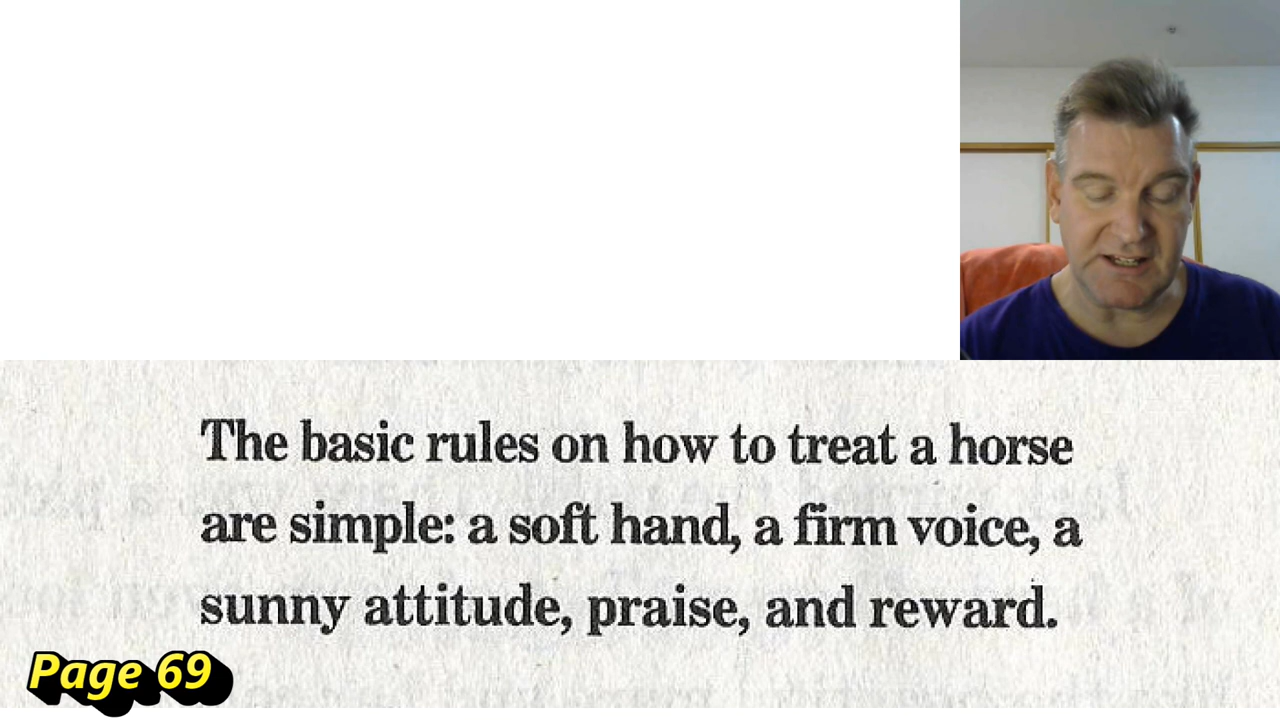 The basic rules on how to treat a horse
are simple: a soft hand, a firm voice, a
sunny attitude, praise, and reward.
Page 69